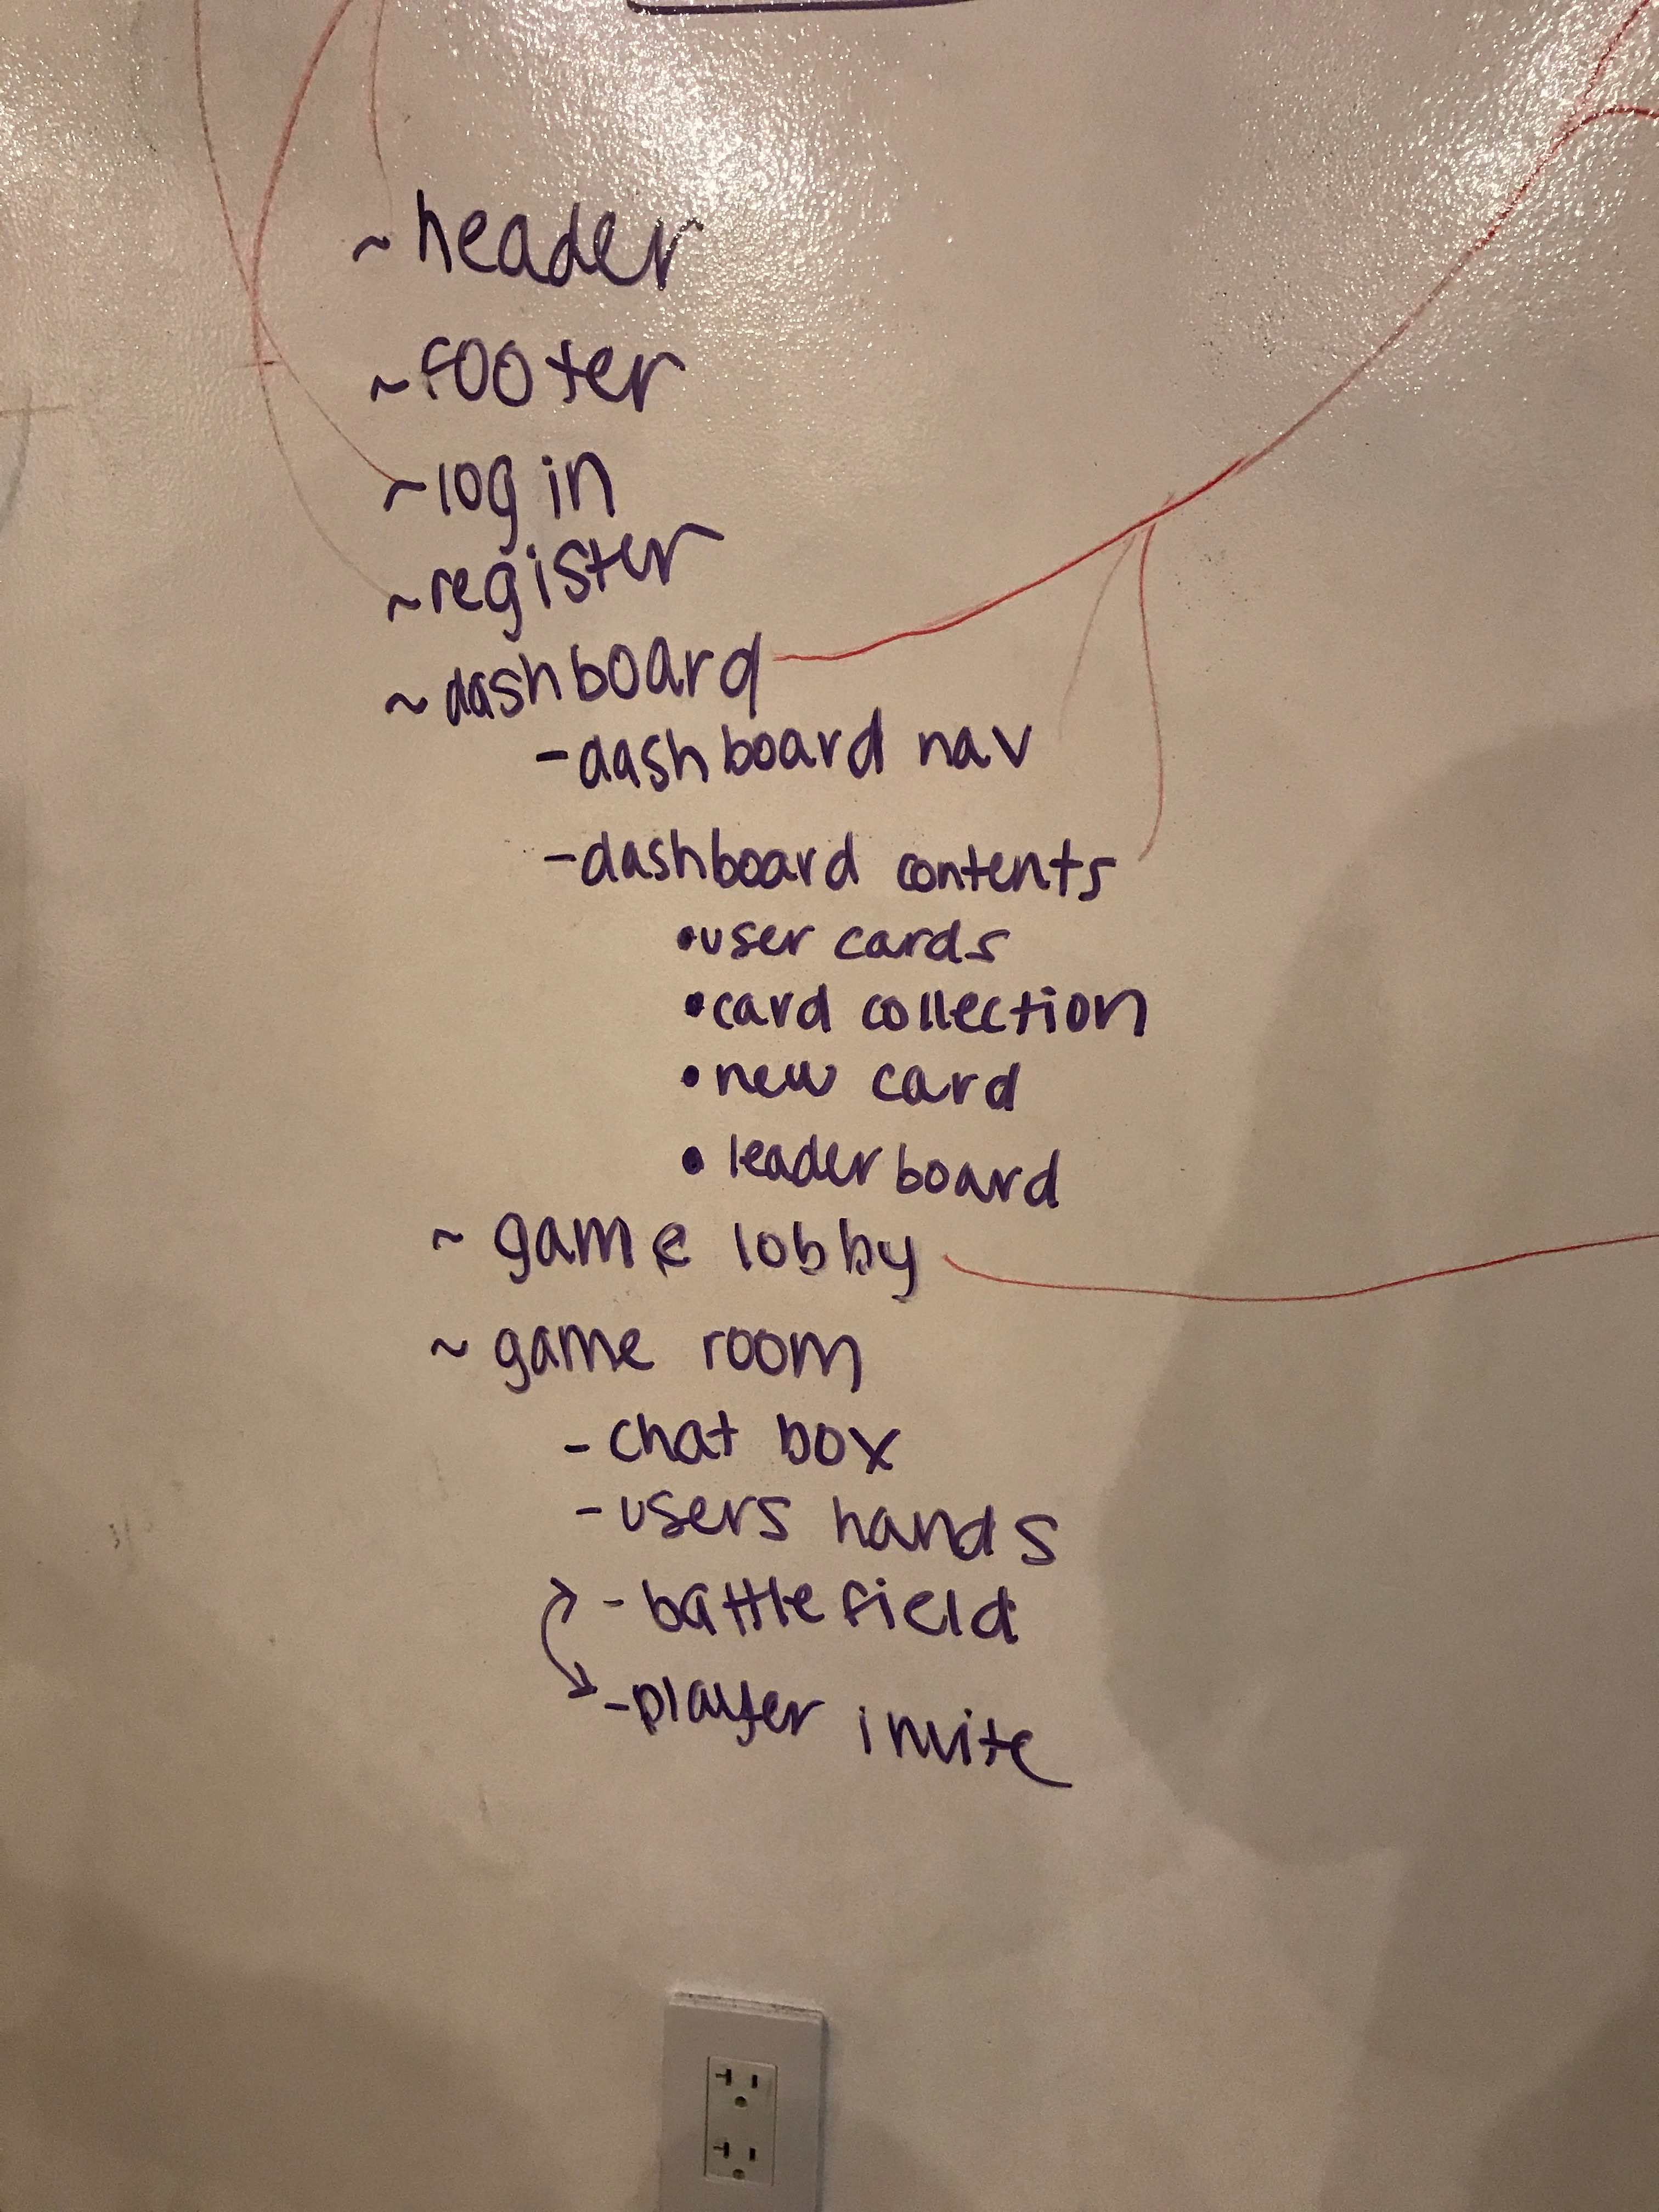 ~ header
~ footer
~ log in
~ register
~ dashboard
- dashboard nav
- dashboard contents
• user cards
• card collection
• new card
• leaderboard
~ game lobby
~ game room
- chat box
- users hands
- battlefield
- player invite